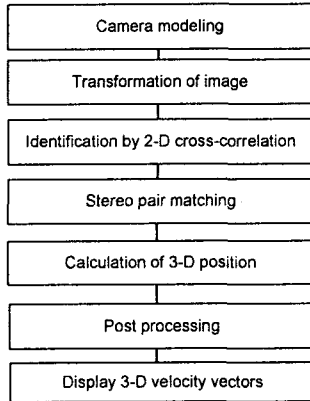 Camera modeling
Transformation of image
Identification by 2-D cross-correlation
Stereo pair matching
Calculation of 3-D position
Post processing
Display 3-D velocity vectors